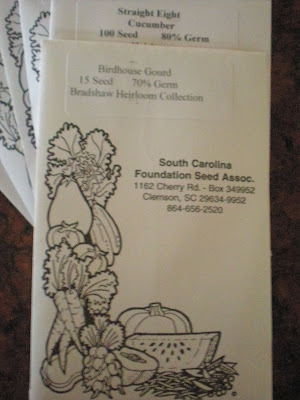 Straight Eight
Cucumber
100 Seed 80% Germ
Birdhouse Gourd
15 Seed 70% Germ
Bradshaw Heirloom Collection
South Carolina
Foundation Seed Assoc.
1162 Cherry Rd. - Box 349952
Clemson, SC 29634-9952
864-656-2520